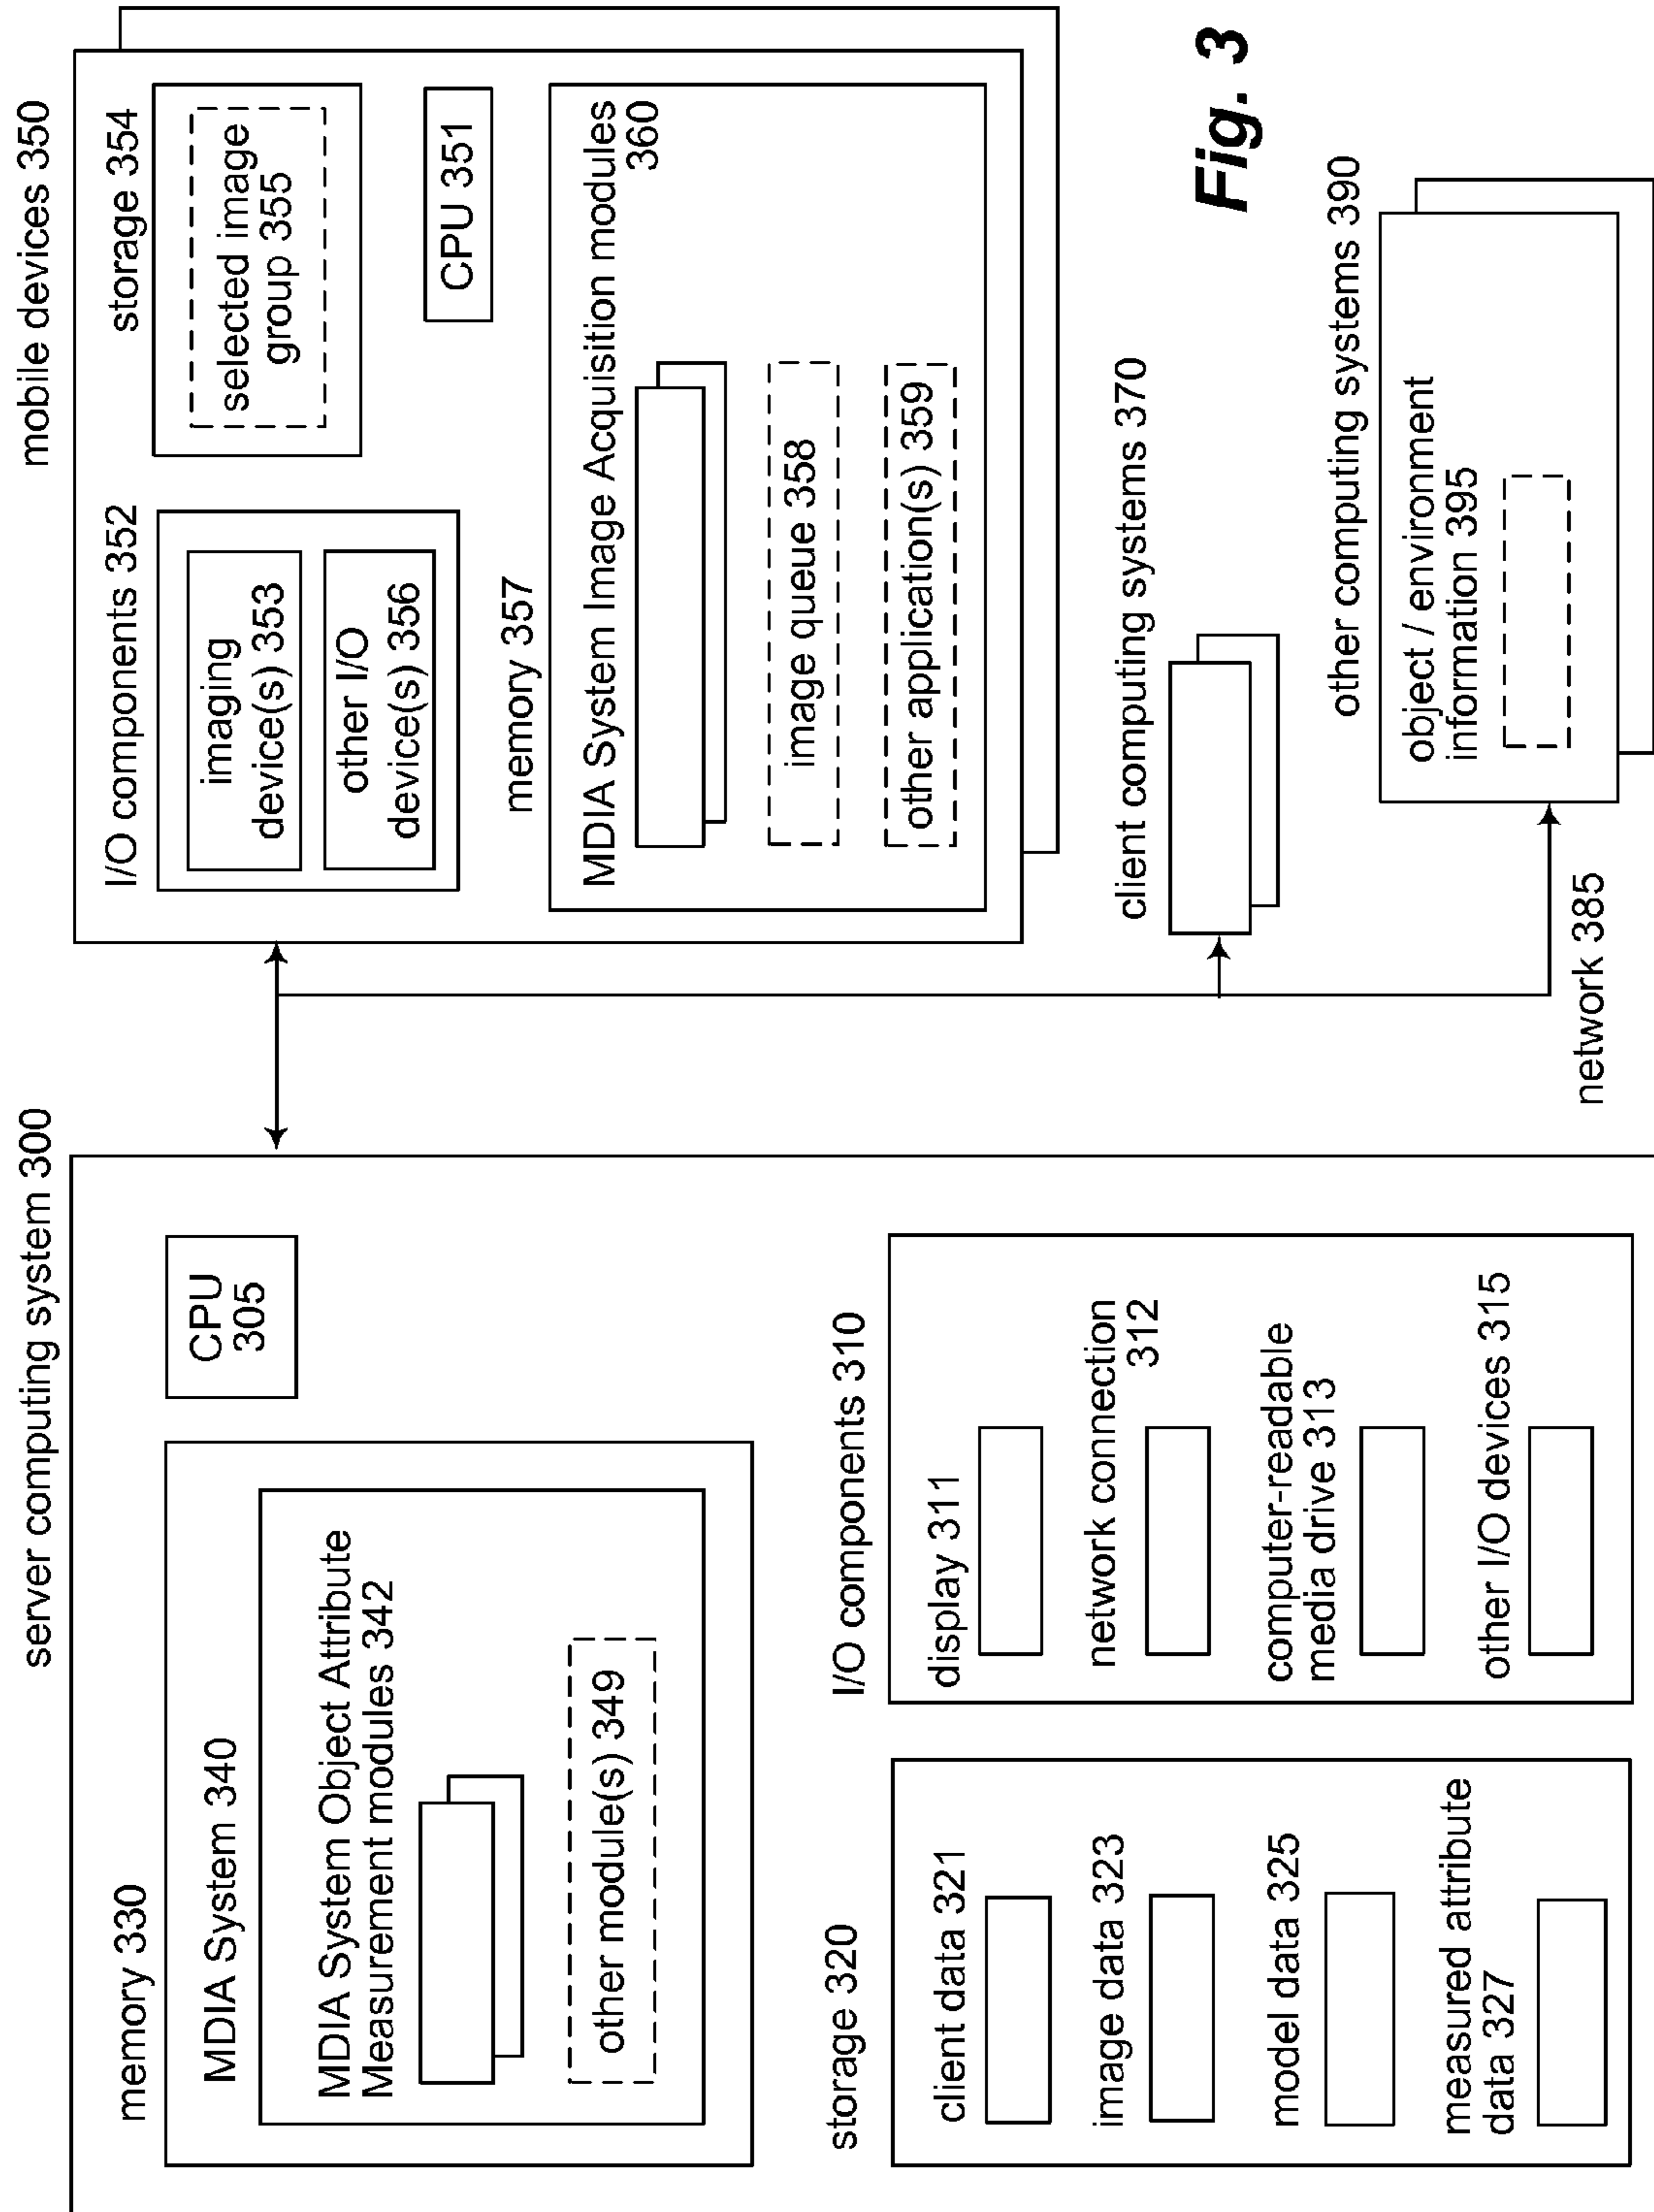 server computing system 300
memory 330
MDIA System 340
MDIA System Object Attribute
Measurement modules 342
other module(s) 349
CPU
305
storage 320
client data 321
image data 323
model data 325
measured attribute
data 327
I/O components 310
display 311
network connection
312
computer-readable
media drive 313
other I/O devices 315
mobile devices 350
I/O components 352
imaging
device(s) 353
other I/O
device(s) 356
storage 354
selected image
group 355
CPU 351
memory 357
MDIA System Image Acquisition modules
360
image queue 358
other application(s) 359
client computing systems 370
other computing systems 390
object / environment
information 395
network 385
Fig. 3